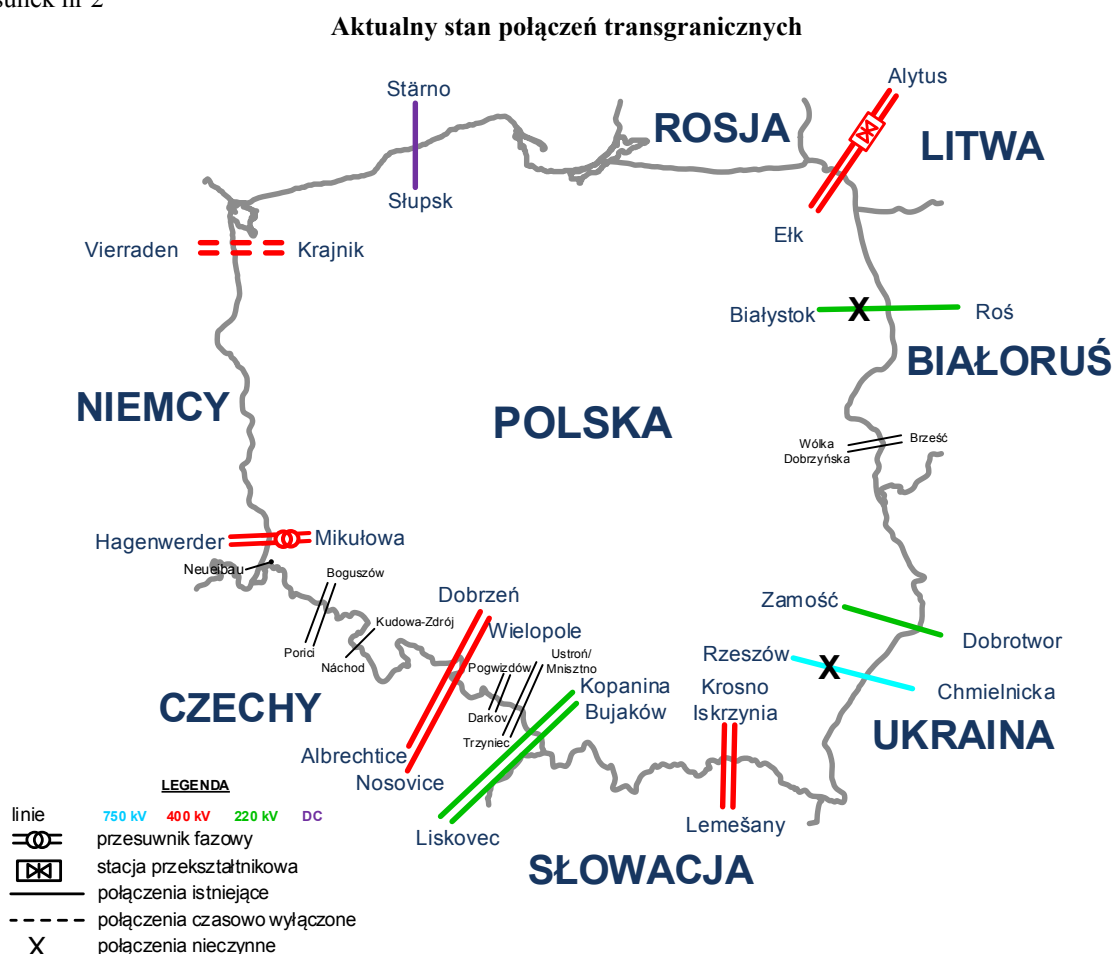 sunek nr 2
Aktualny stan połączeń transgranicznych
Stärno
Słupsk
Alytus
ROSJA
LITWA
Ełk
Vierraden
Krajnik
Białystok
X
Roś
BIAŁORUŚ
NIEMCY
POLSKA
Wólka
Dobrzyńska
Brześć
Hagenwerder
Mikułowa
Neueibau
Boguszów
Porici
Kudowa-Zdrój
Náchod
Dobrzeń
Wielopole
Ustroń/
Mnisztno
Pogwizdów
Darkov
Trzyniec
Kopanina
Bujaków
Zamość
Dobrotwor
Rzeszów
X
Chmielnicka
Krosno
Iskrzynia
UKRAINA
CZECHY
Albrechtice
Nosovice
Liskovec
Lemešany
SŁOWACJA
LEGENDA
linie 750 kV 400 kV 220 kV DC
przesuwnik fazowy
stacja przekształtnikowa
połączenia istniejące
połączenia czasowo wyłączone
X połączenia nieczynne